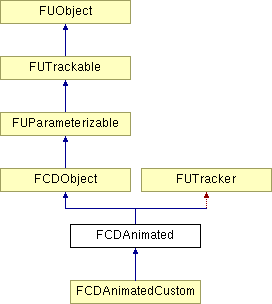 FUObject
FUTrackable
FUParameterizable
FCDObject
FUTracker
FCDAnimated
FCDAnimatedCustom